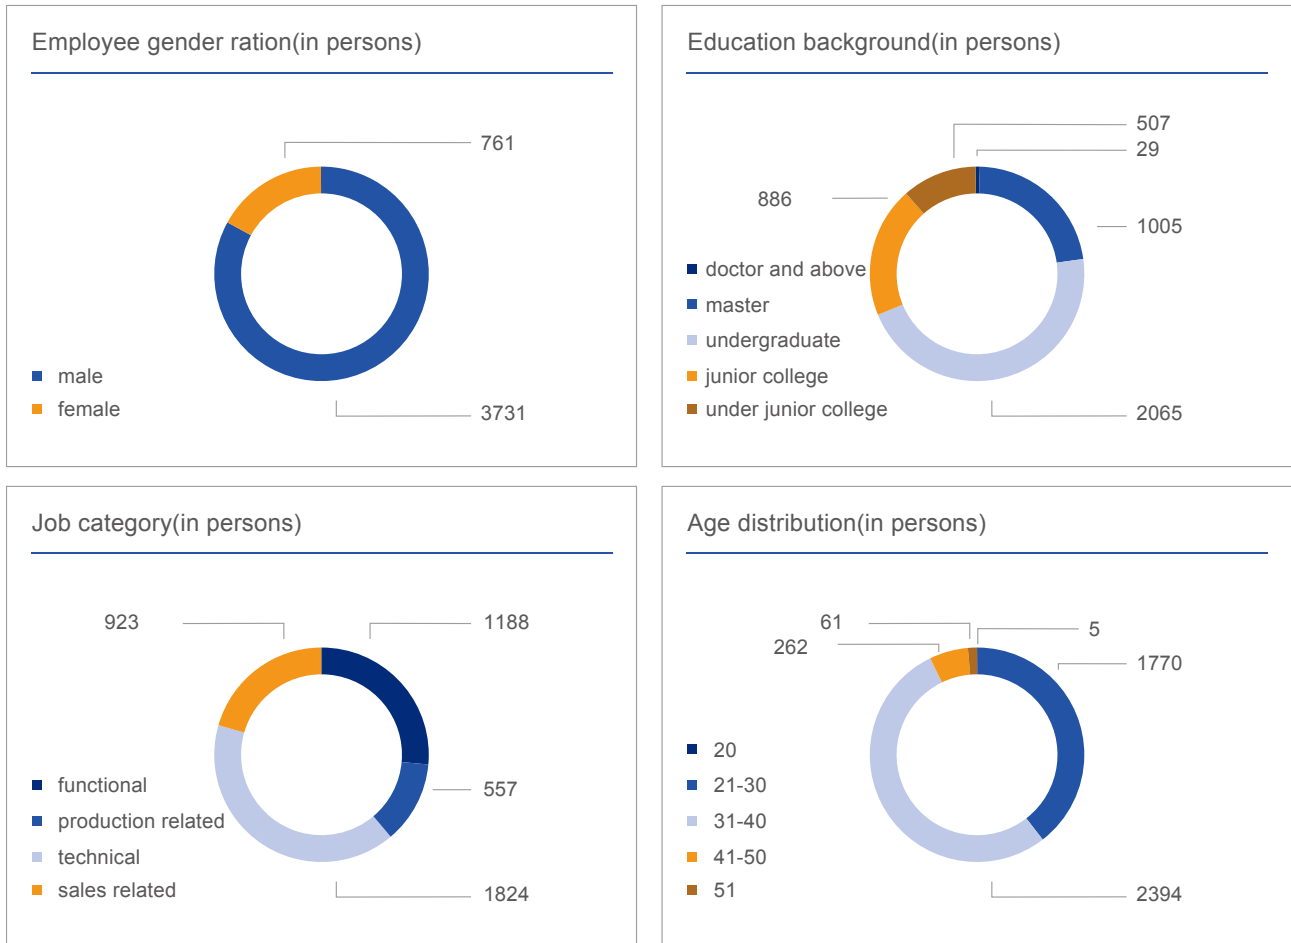 Employee gender ration(in persons)
761
male
female
3731
Education background(in persons)
507
29
886
1005
doctor and above
master
undergraduate
junior college
under junior college
2065
Job category(in persons)
923
1188
functional
557
production related
technical
sales related
1824
Age distribution(in persons)
61
5
262
1770
20
21-30
31-40
41-50
51
2394